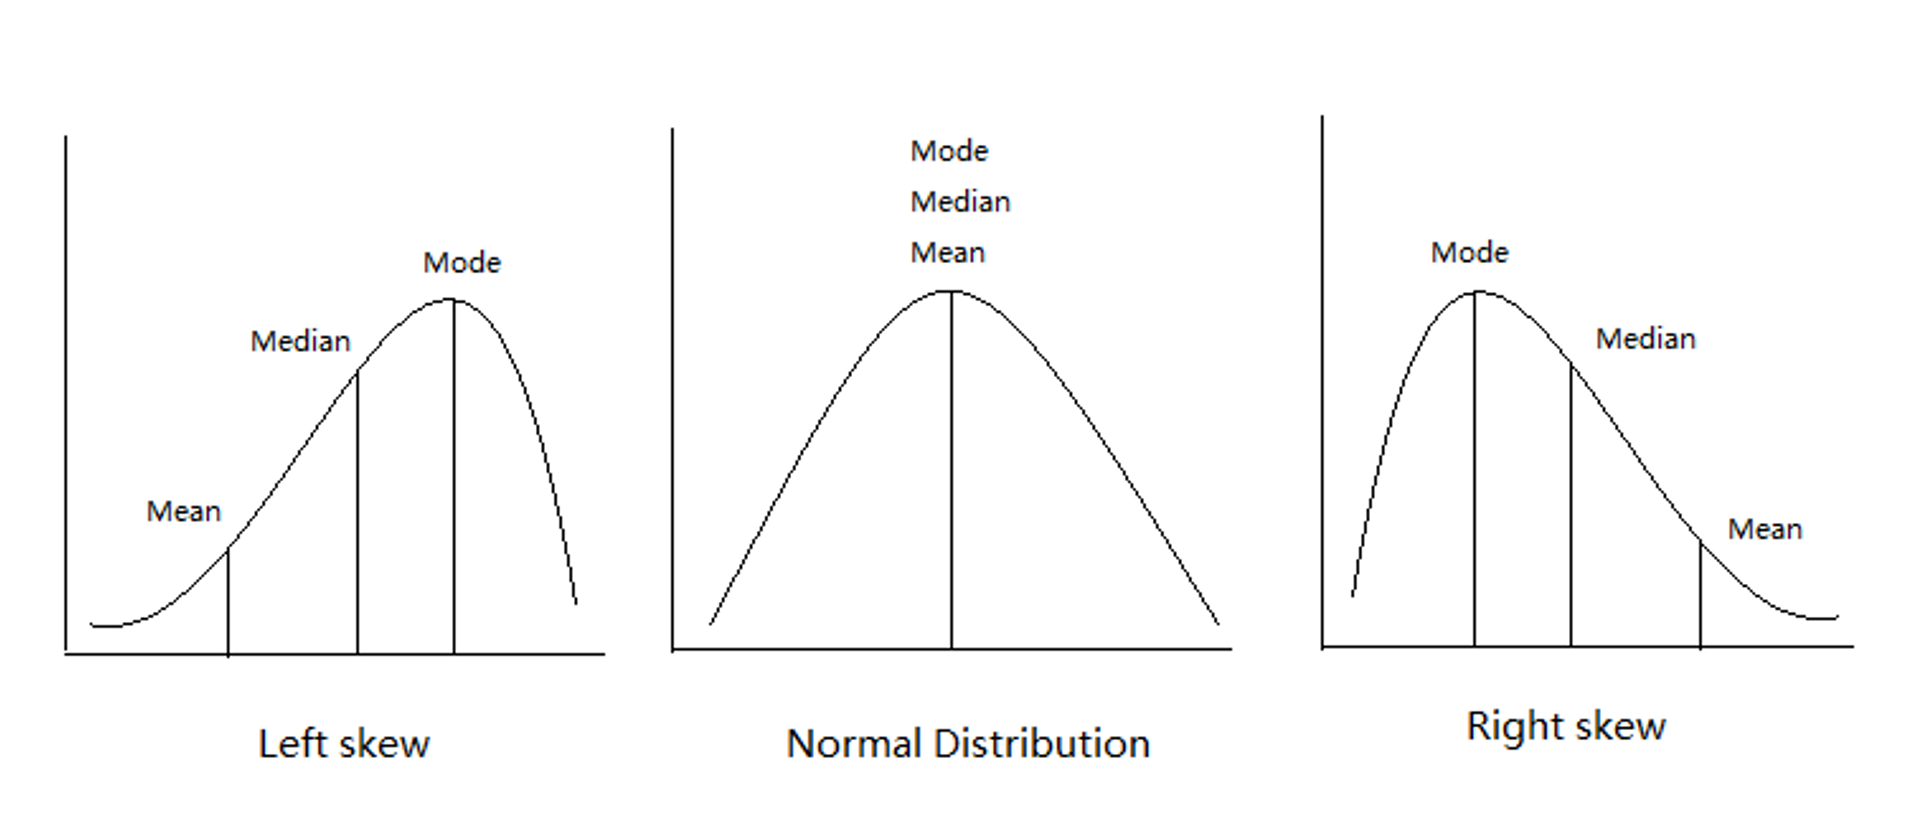 Mode
Median
Mean
Left skew
Mode
Median
Mean
Normal Distribution
Mode
Median
Mean
Right skew